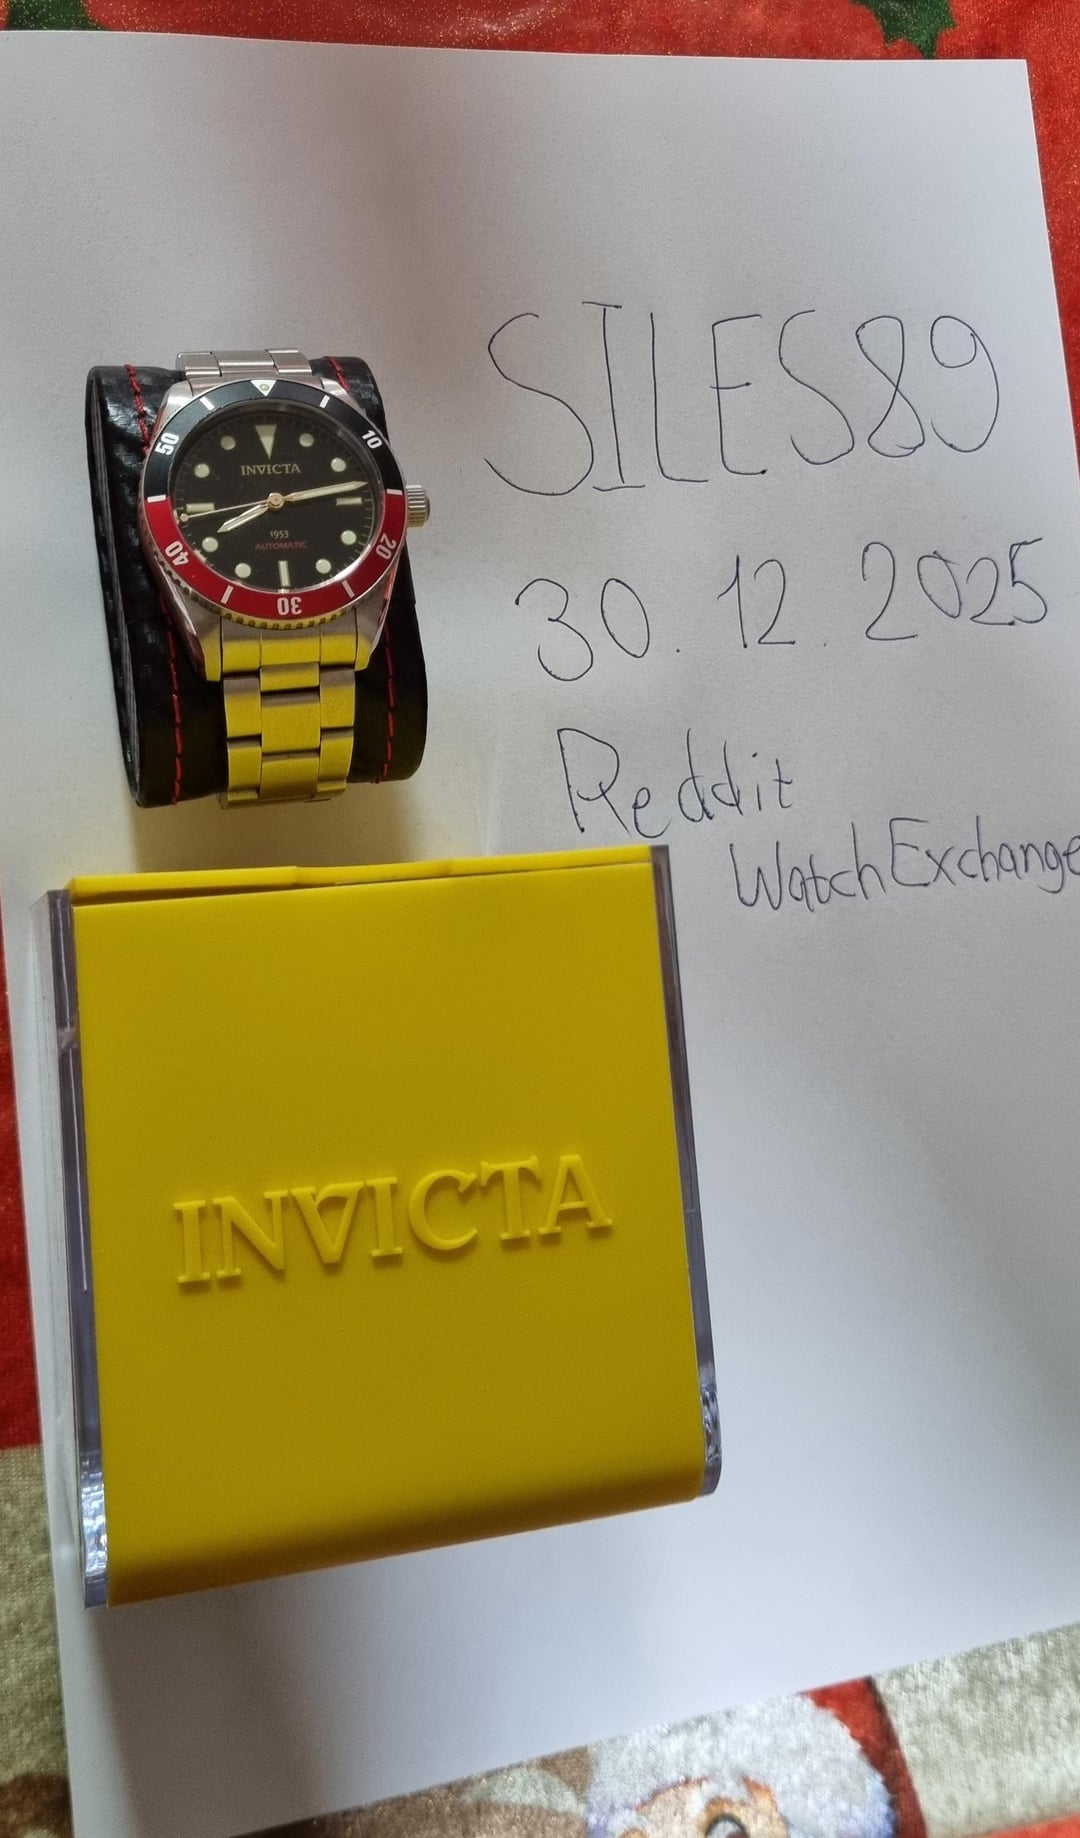 SILES89
30.12.2025
Reddit
WatchExchange
50
10
INVICTA
1953
AUTOMATIC
40
20
30
INVICTA